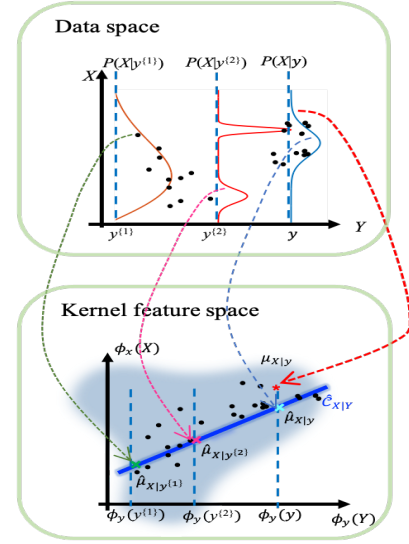 Data space
P(X|y^{1}) P(X|y^{2}) P(X|y)
X
y^{1} y^{2} y Y
Kernel feature space
ϕ_x(X)
μ_{X|y}
Ĉ_{X|Y}
μ̂_{X|y}
μ̂_{X|y^{2}}
μ̂_{X|y^{1}}
ϕ_y(y^{1}) ϕ_y(y^{2}) ϕ_y(y) ϕ_y(Y)